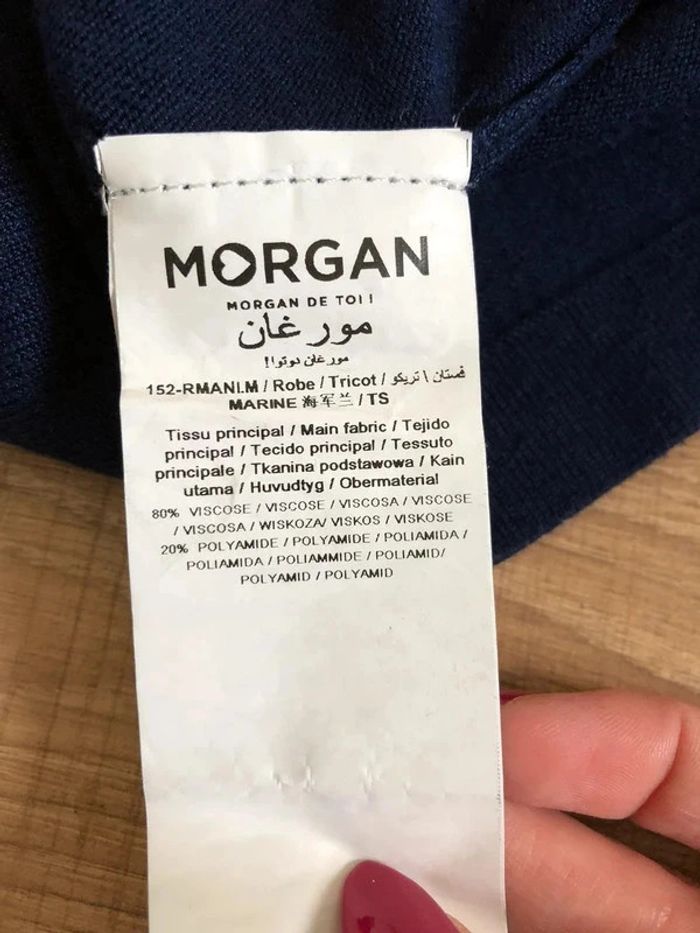 MORGAN
MORGAN DE TOI !
مورغان
مورغان دوتوا!
152-RMANI.M / Robe / Tricot / فستان \ تريكو
MARINE 海军兰 / TS
Tissu principal / Main fabric / Tejido
principal / Tecido principal / Tessuto
principale / Tkanina podstawowa / Kain
utama / Huvudtyg / Obermaterial
80% VISCOSE / VISCOSE / VISCOSA / VISCOSE
/ VISCOSA / WISKOZA/ VISKOS / VISKOSE
20% POLYAMIDE / POLYAMIDE / POLIAMIDA /
POLIAMIDA / POLIAMMIDE / POLIAMID/
POLYAMID / POLYAMID